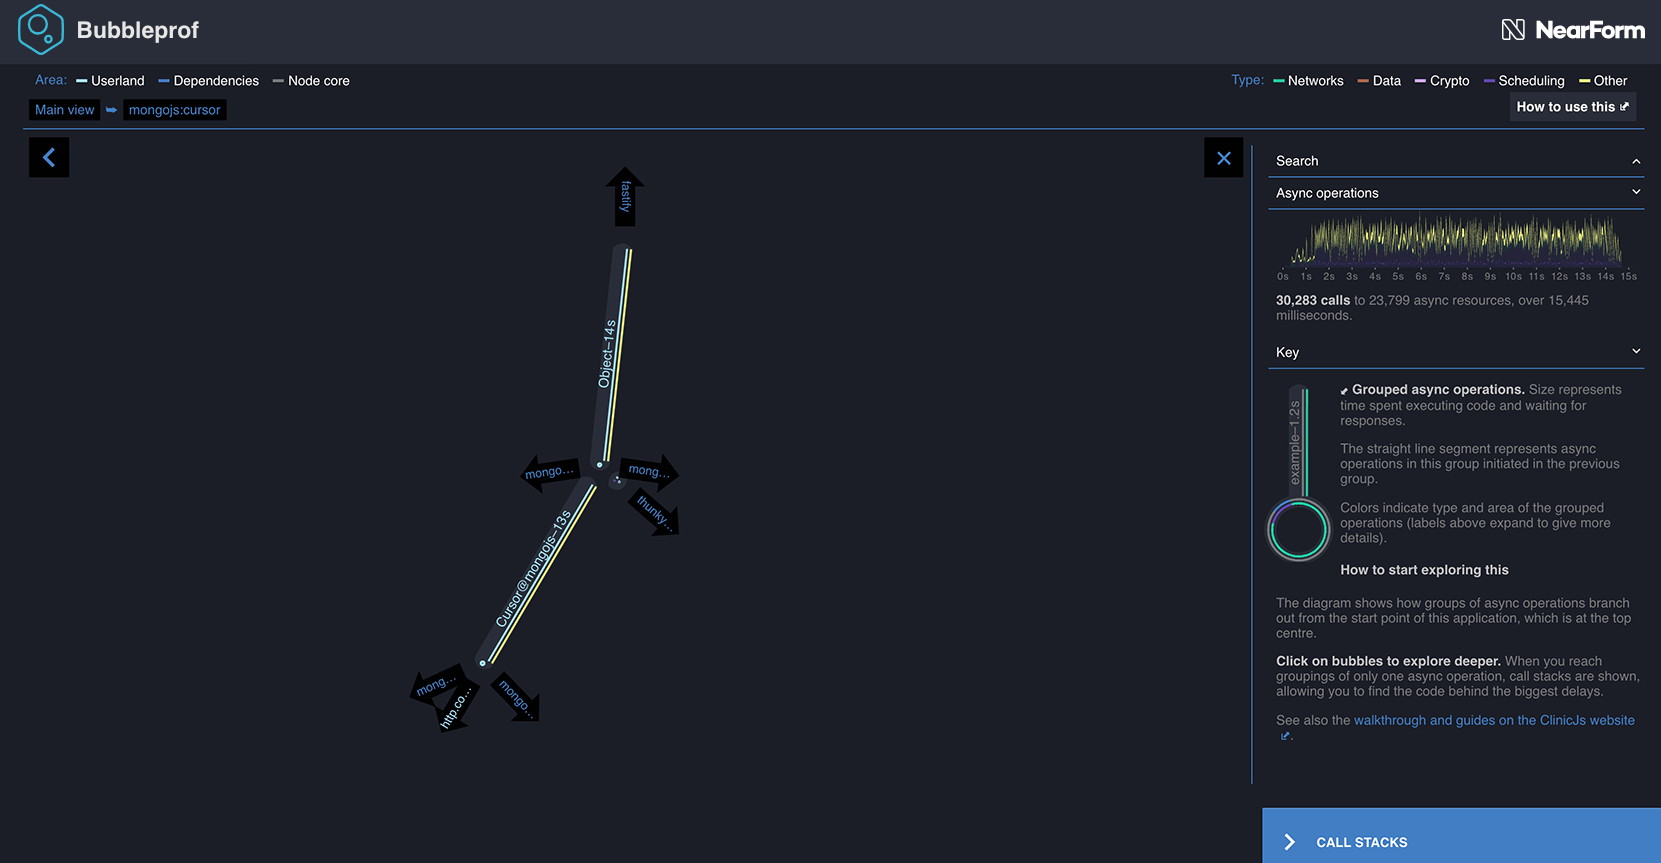 Bubbleprof
NearForm
Area: Userland Dependencies Node core
Type: Networks Data Crypto Scheduling Other
Main view mongojs:cursor
How to use this
fastify
Object–14s
mongo…
mong…
thunky…
Cursor@mongojs–13s
mong…
http.co…
mongo…
Search
Async operations
0s 1s 2s 3s 4s 5s 6s 7s 8s 9s 10s 11s 12s 13s 14s 15s
30,283 calls to 23,799 async resources, over 15,445
milliseconds.
Key
example–1.2s
Grouped async operations. Size represents
time spent executing code and waiting for
responses.
The straight line segment represents async
operations in this group initiated in the previous
group.
Colors indicate type and area of the grouped
operations (labels above expand to give more
details).
How to start exploring this
The diagram shows how groups of async operations branch
out from the start point of this application, which is at the top
centre.
Click on bubbles to explore deeper. When you reach
groupings of only one async operation, call stacks are shown,
allowing you to find the code behind the biggest delays.
See also the walkthrough and guides on the ClinicJs website
.
CALL STACKS